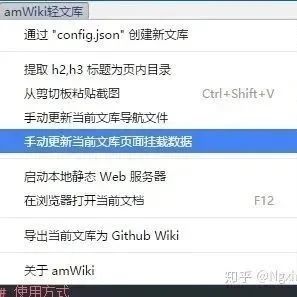 amWiki轻文库
通过 "config.json" 创建新文库
提取 h2,h3 标题为页内目录
从剪切板粘贴截图 Ctrl+Shift+V
手动更新当前文库导航文件
手动更新当前文库页面挂载数据
启动本地静态 Web 服务器
在浏览器打开当前文档 F12
导出当前文库为 Github Wiki
关于 amWiki
知乎
# 使用方式